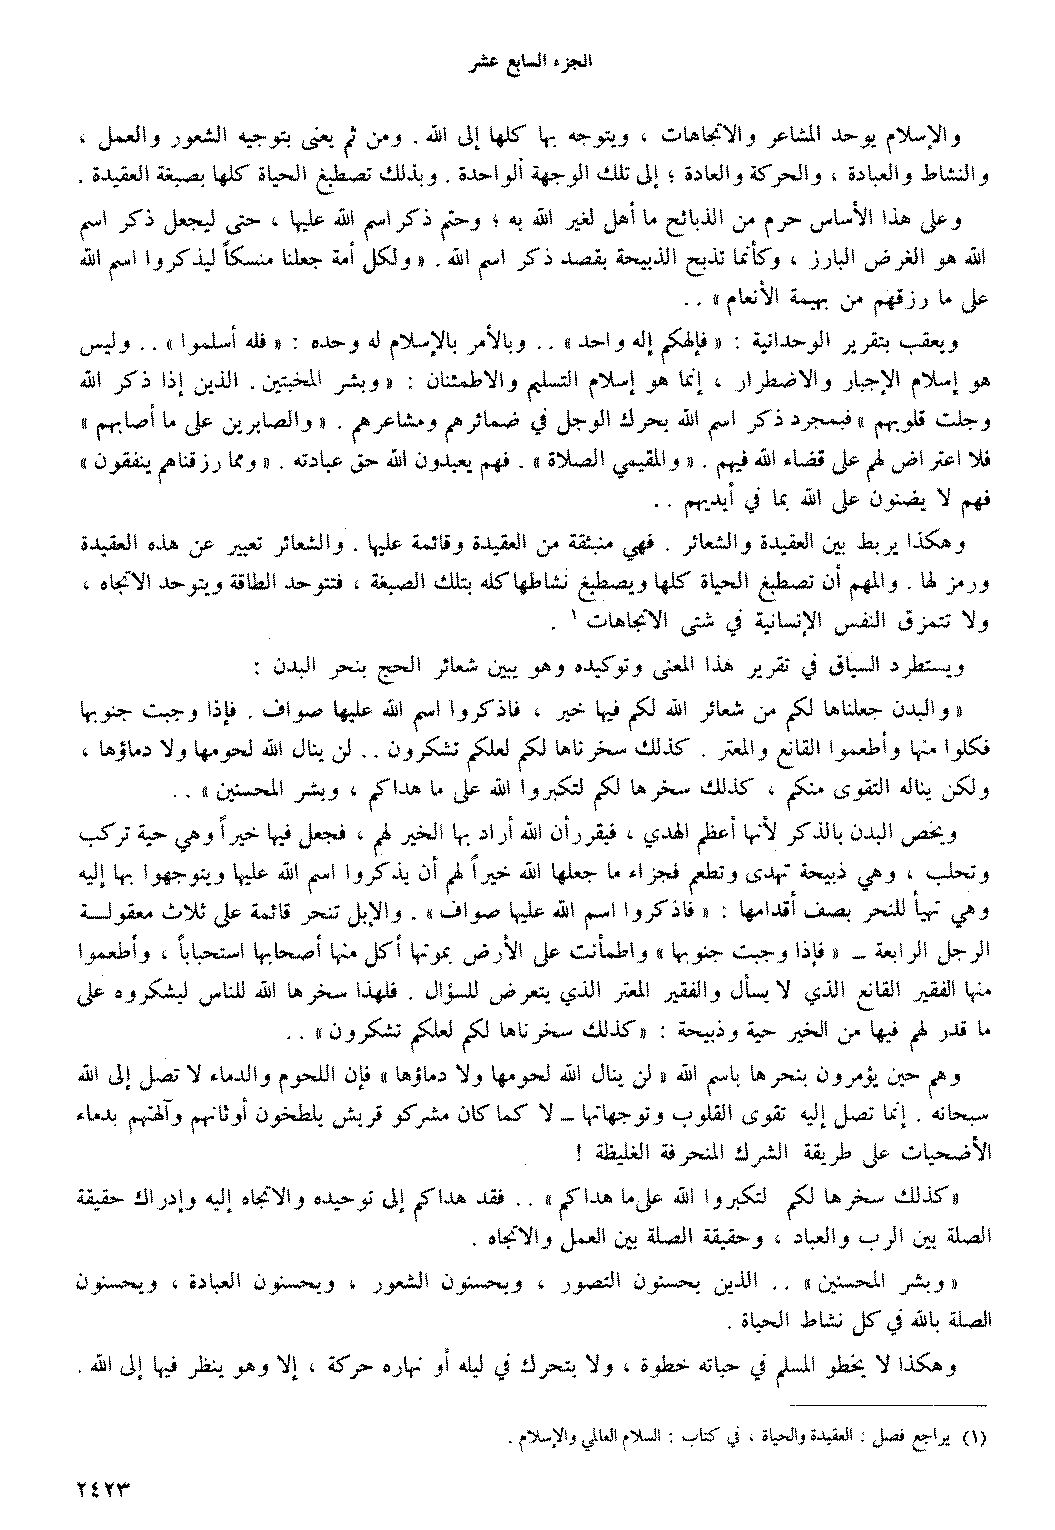 الجزء السابع عشر
والإسلام يوحد المشاعر والاتجاهات ، ويتوجه بها كلها إلى الله . ومن ثم يعنى بتوجيه الشعور والعمل ،
والنشاط والعبادة ، والحركة والعادة ؛ إلى تلك الوجهة الواحدة . وبذلك تصطبغ الحياة كلها بصبغة العقيدة .
وعلى هذا الأساس حرم من الذبائح ما أهل لغير الله به ؛ وحتم ذكر اسم الله عليها ، حتى ليجعل ذكر اسم
الله هو الغرض البارز ، وكأنما تذبح الذبيحة بقصد ذكر اسم الله . « ولكل أمة جعلنا منسكاً ليذكروا اسم الله
على ما رزقهم من بهيمة الأنعام » ..
ويعقب بتقرير الوحدانية : « فإلهكم إله واحد » .. وبالأمر بالإسلام له وحده : « فله أسلموا » .. وليس
هو إسلام الإجبار والاضطرار ، إنما هو إسلام التسليم والاطمئنان : « وبشر المخبتين . الذين إذا ذكر الله
وجلت قلوبهم » فبمجرد ذكر اسم الله يحرك الوجل في ضمائرهم ومشاعرهم . « والصابرين على ما أصابهم »
فلا اعتراض لهم على قضاء الله فيهم . « والمقيمي الصلاة » . فهم يعبدون الله حق عبادته . « ومما رزقناهم ينفقون »
فهم لا يضنون على الله بما في أيديهم ..
وهكذا يربط بين العقيدة والشعائر . فهي منبثقة من العقيدة وقائمة عليها . والشعائر تعبير عن هذه العقيدة
ورمز لها . والمهم أن تصطبغ الحياة كلها ويصطبغ نشاطها كله بتلك الصبغة ، فتتوحد الطاقة ويتوحد الاتجاه ،
ولا تتمزق النفس الإنسانية في شتى الاتجاهات ١ .
ويستطرد السياق في تقرير هذا المعنى وتوكيده وهو يبين شعائر الحج بنحر البدن :
« والبدن جعلناها لكم من شعائر الله لكم فيها خير ، فاذكروا اسم الله عليها صواف . فإذا وجبت جنوبها
فكلوا منها وأطعموا القانع والمعتر . كذلك سخرناها لكم لعلكم تشكرون .. لن ينال الله لحومها ولا دماؤها ،
ولكن يناله التقوى منكم ، كذلك سخرها لكم لتكبروا الله على ما هداكم ، وبشر المحسنين » ..
ويخص البدن بالذكر لأنها أعظم الهدي ، فيقرر أن الله أراد بها الخير لهم ، فجعل فيها خيراً وهي حية تركب
وتحلب ، وهي ذبيحة تهدى وتطعم فجزاء ما جعلها الله خيراً لهم أن يذكروا اسم الله عليها ويتوجهوا بها إليه
وهي تهيأ للنحر بصف أقدامها : « فاذكروا اسم الله عليها صواف » . والإبل تنحر قائمة على ثلاث معقولـة
الرجل الرابعة – « فإذا وجبت جنوبها » واطمأنت على الأرض بموتها أكل منها أصحابها استحباباً ، وأطعموا
منها الفقير القانع الذي لا يسأل والفقير المعتر الذي يتعرض للسؤال . فلهذا سخرها الله للناس ليشكروه على
ما قدر لهم فيها من الخير حية وذبيحة : « كذلك سخرناها لكم لعلكم تشكرون » ..
وهم حين يؤمرون بنحرها باسم الله « لن ينال الله لحومها ولا دماؤها » فإن اللحوم والدماء لا تصل إلى الله
سبحانه . إنما تصل إليه تقوى القلوب وتوجهاتها – لا كما كان مشركو قريش يلطخون أوثانهم وآلهتهم بدماء
الأضحيات على طريقة الشرك المنحرفة الغليظة !
« كذلك سخرها لكم لتكبروا الله على ما هداكم » .. فقد هداكم إلى توحيده والاتجاه إليه وإدراك حقيقة
الصلة بين الرب والعباد ، وحقيقة الصلة بين العمل والاتجاه .
« وبشر المحسنين » .. الذين يحسنون التصور ، ويحسنون الشعور ، ويحسنون العبادة ، ويحسنون
الصلة بالله في كل نشاط الحياة .
وهكذا لا يخطو المسلم في حياته خطوة ، ولا يتحرك في ليله أو نهاره حركة ، إلا وهو ينظر فيها إلى الله .
(١) يراجع فصل : العقيدة والحياة ، في كتاب : السلام العالمي والإسلام .
٢٤٢٣